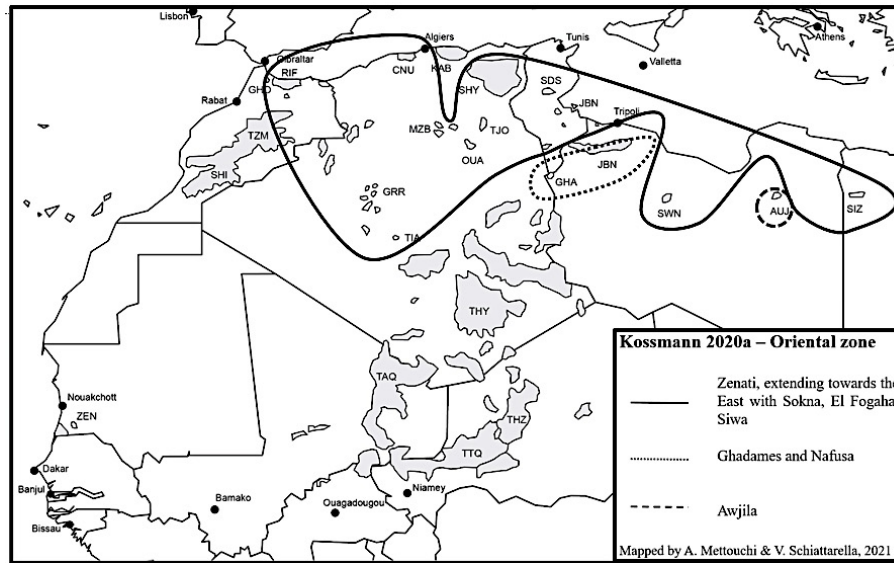 Lisbon
Gibraltar
RIF
GHO
Rabat
TZM
SHI
Algiers
CNU
KAB
SHY
Tunis
SDS
JBN
Valletta
Athens
Tripoli
MZB
TJO
OUA
GRR
TIA
GHA
JBN
SWN
AUJ
SIZ
THY
TAQ
THZ
TTQ
Nouakchott
ZEN
Dakar
Banjul
Bissau
Bamako
Ouagadougou
Niamey
Kossmann 2020a – Oriental zone
Zenati, extending towards the
East with Sokna, El Fogaha
Siwa
Ghadames and Nafusa
Awjila
Mapped by A. Mettouchi & V. Schiattarella, 2021